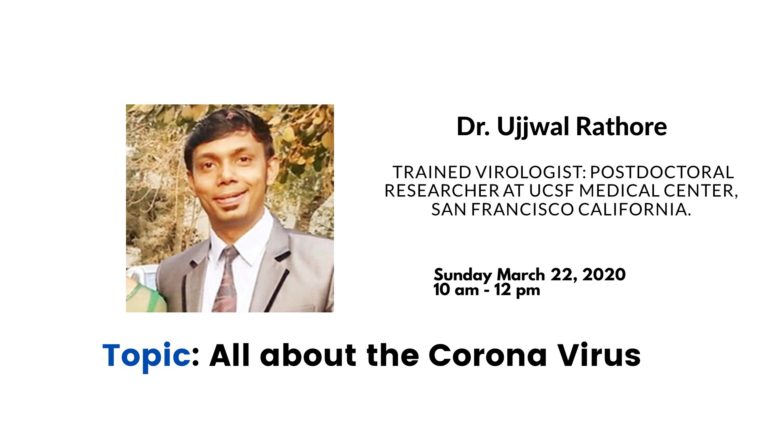 Dr. Ujjwal Rathore
TRAINED VIROLOGIST: POSTDOCTORAL
RESEARCHER AT UCSF MEDICAL CENTER,
SAN FRANCISCO CALIFORNIA.
Sunday March 22, 2020
10 am - 12 pm
Topic: All about the Corona Virus